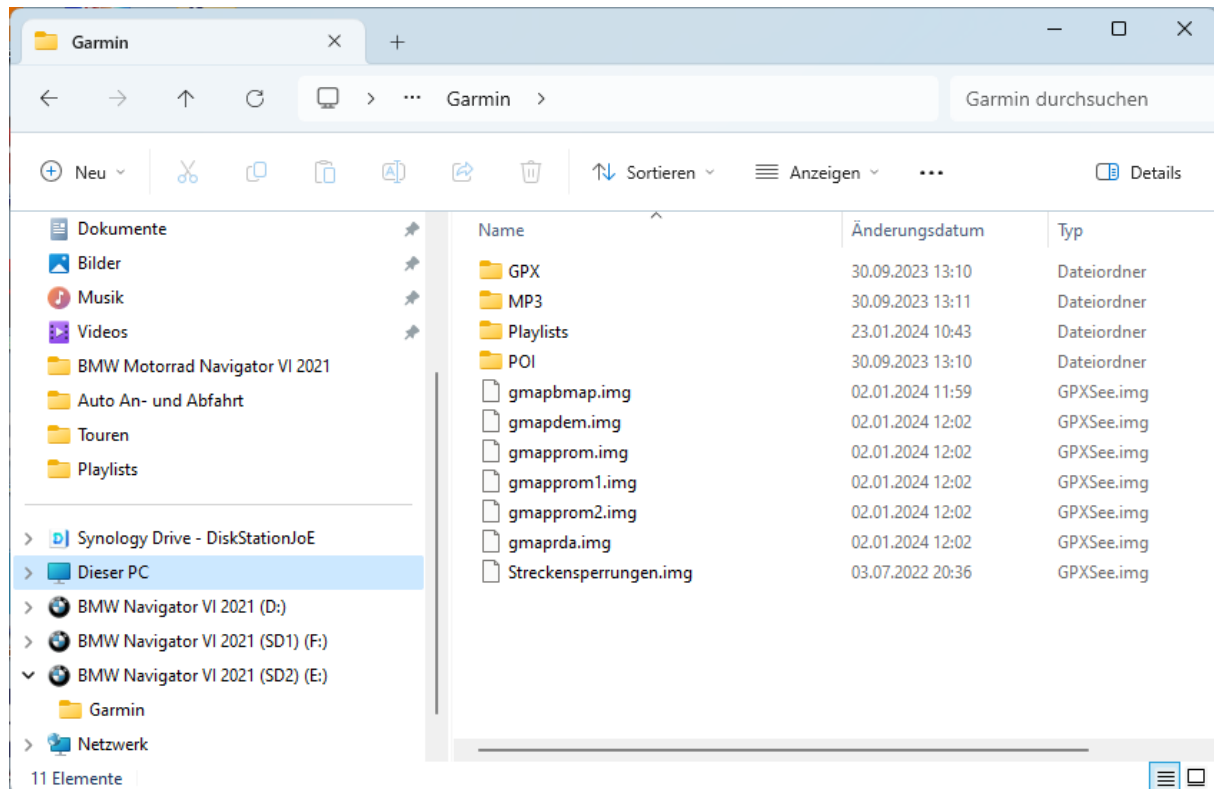 Garmin
Garmin
Garmin durchsuchen
Neu
Sortieren
Anzeigen
Details
Dokumente
Bilder
Musik
Videos
BMW Motorrad Navigator VI 2021
Auto An- und Abfahrt
Touren
Playlists
Synology Drive - DiskStationJoE
Dieser PC
BMW Navigator VI 2021 (D:)
BMW Navigator VI 2021 (SD1) (F:)
BMW Navigator VI 2021 (SD2) (E:)
Garmin
Netzwerk
Name Änderungsdatum Typ
GPX 30.09.2023 13:10 Dateiordner
MP3 30.09.2023 13:11 Dateiordner
Playlists 23.01.2024 10:43 Dateiordner
POI 30.09.2023 13:10 Dateiordner
gmapbmap.img 02.01.2024 11:59 GPXSee.img
gmapdem.img 02.01.2024 12:02 GPXSee.img
gmapprom.img 02.01.2024 12:02 GPXSee.img
gmapprom1.img 02.01.2024 12:02 GPXSee.img
gmapprom2.img 02.01.2024 12:02 GPXSee.img
gmaprda.img 02.01.2024 12:02 GPXSee.img
Streckensperrungen.img 03.07.2022 20:36 GPXSee.img
11 Elemente